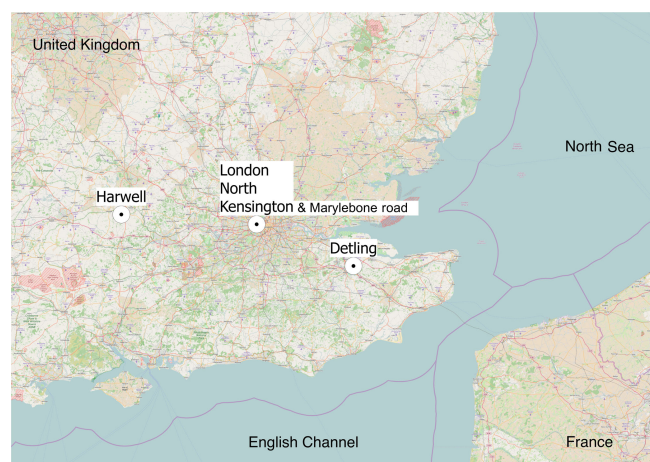 United Kingdom
North Sea
London
North
Kensington & Marylebone road
Harwell
Detling
English Channel
France